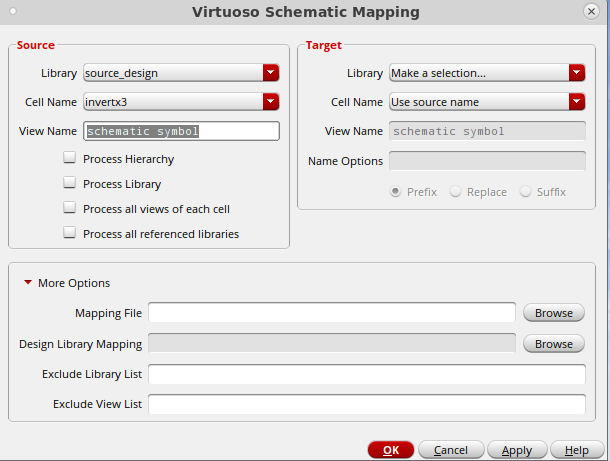 Virtuoso Schematic Mapping
Source
Library source_design
Cell Name invertx3
View Name schematic symbol
Process Hierarchy
Process Library
Process all views of each cell
Process all referenced libraries
Target
Library Make a selection...
Cell Name Use source name
View Name schematic symbol
Name Options
Prefix Replace Suffix
More Options
Mapping File Browse
Design Library Mapping Browse
Exclude Library List
Exclude View List
OK Cancel Apply Help